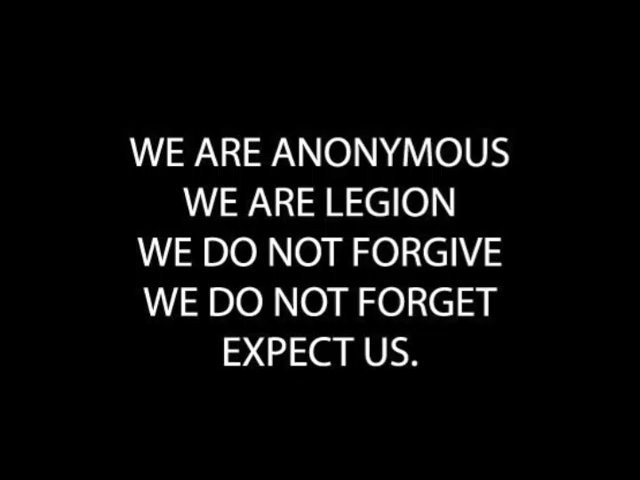 WE ARE ANONYMOUS
WE ARE LEGION
WE DO NOT FORGIVE
WE DO NOT FORGET
EXPECT US.